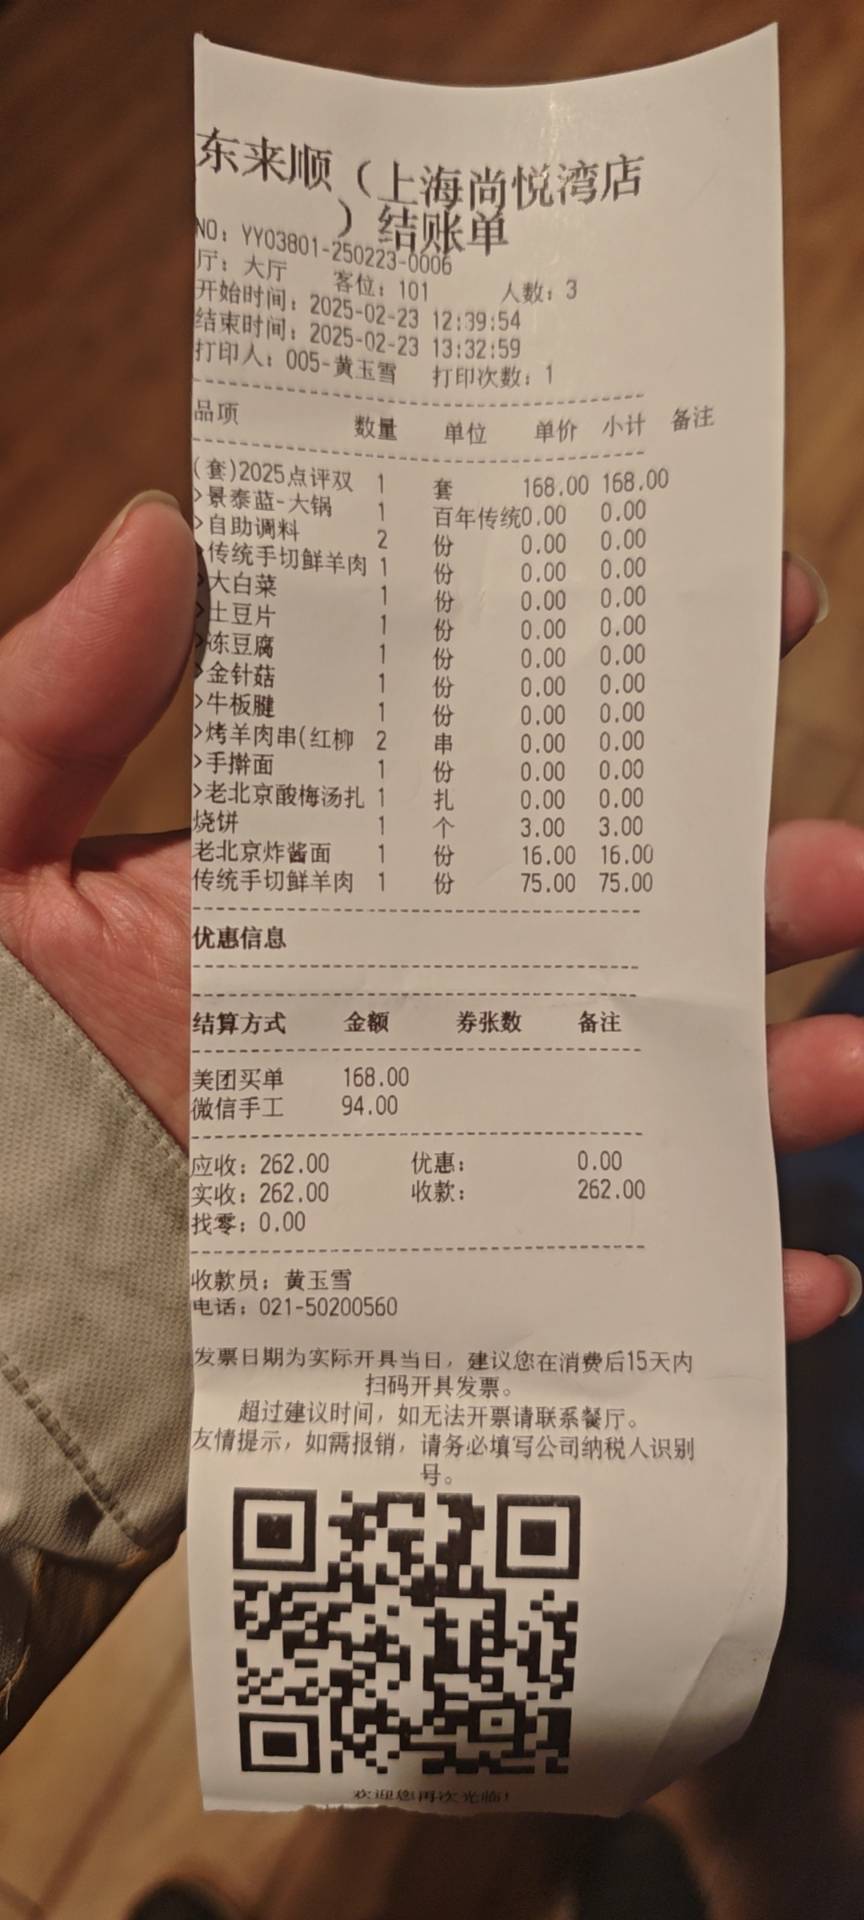 东来顺（上海尚悦湾店
）结账单
NO：YY03801-250223-0006
厅：大厅 客位：101 人数：3
开始时间：2025-02-23 12:39:54
结束时间：2025-02-23 13:32:59
打印人：005-黄玉雪 打印次数：1
品项 数量 单位 单价 小计 备注
(套)2025点评双 1 套 168.00 168.00
>景泰蓝-大锅 1 百年传统0.00 0.00
>自助调料 2 份 0.00 0.00
>传统手切鲜羊肉 1 份 0.00 0.00
>大白菜 1 份 0.00 0.00
>土豆片 1 份 0.00 0.00
>冻豆腐 1 份 0.00 0.00
>金针菇 1 份 0.00 0.00
>牛板腱 1 份 0.00 0.00
>烤羊肉串(红柳 2 串 0.00 0.00
>手擀面 1 份 0.00 0.00
>老北京酸梅汤扎 1 扎 0.00 0.00
烧饼 1 个 3.00 3.00
老北京炸酱面 1 份 16.00 16.00
传统手切鲜羊肉 1 份 75.00 75.00
优惠信息
结算方式 金额 券张数 备注
美团买单 168.00
微信手工 94.00
应收：262.00 优惠： 0.00
实收：262.00 收款： 262.00
找零：0.00
收款员：黄玉雪
电话：021-50200560
发票日期为实际开具当日，建议您在消费后15天内
扫码开具发票。
超过建议时间，如无法开票请联系餐厅。
友情提示，如需报销，请务必填写公司纳税人识别
号。
欢迎您再次光临！